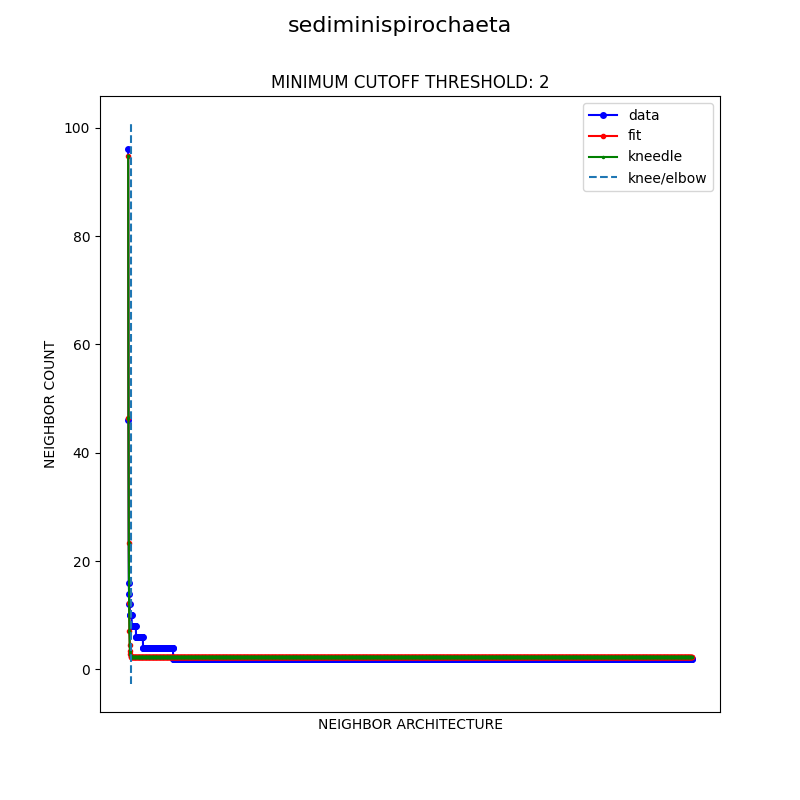 sediminispirochaeta
MINIMUM CUTOFF THRESHOLD: 2
data
fit
kneedle
knee/elbow
100
80
60
40
20
0
NEIGHBOR COUNT
NEIGHBOR ARCHITECTURE